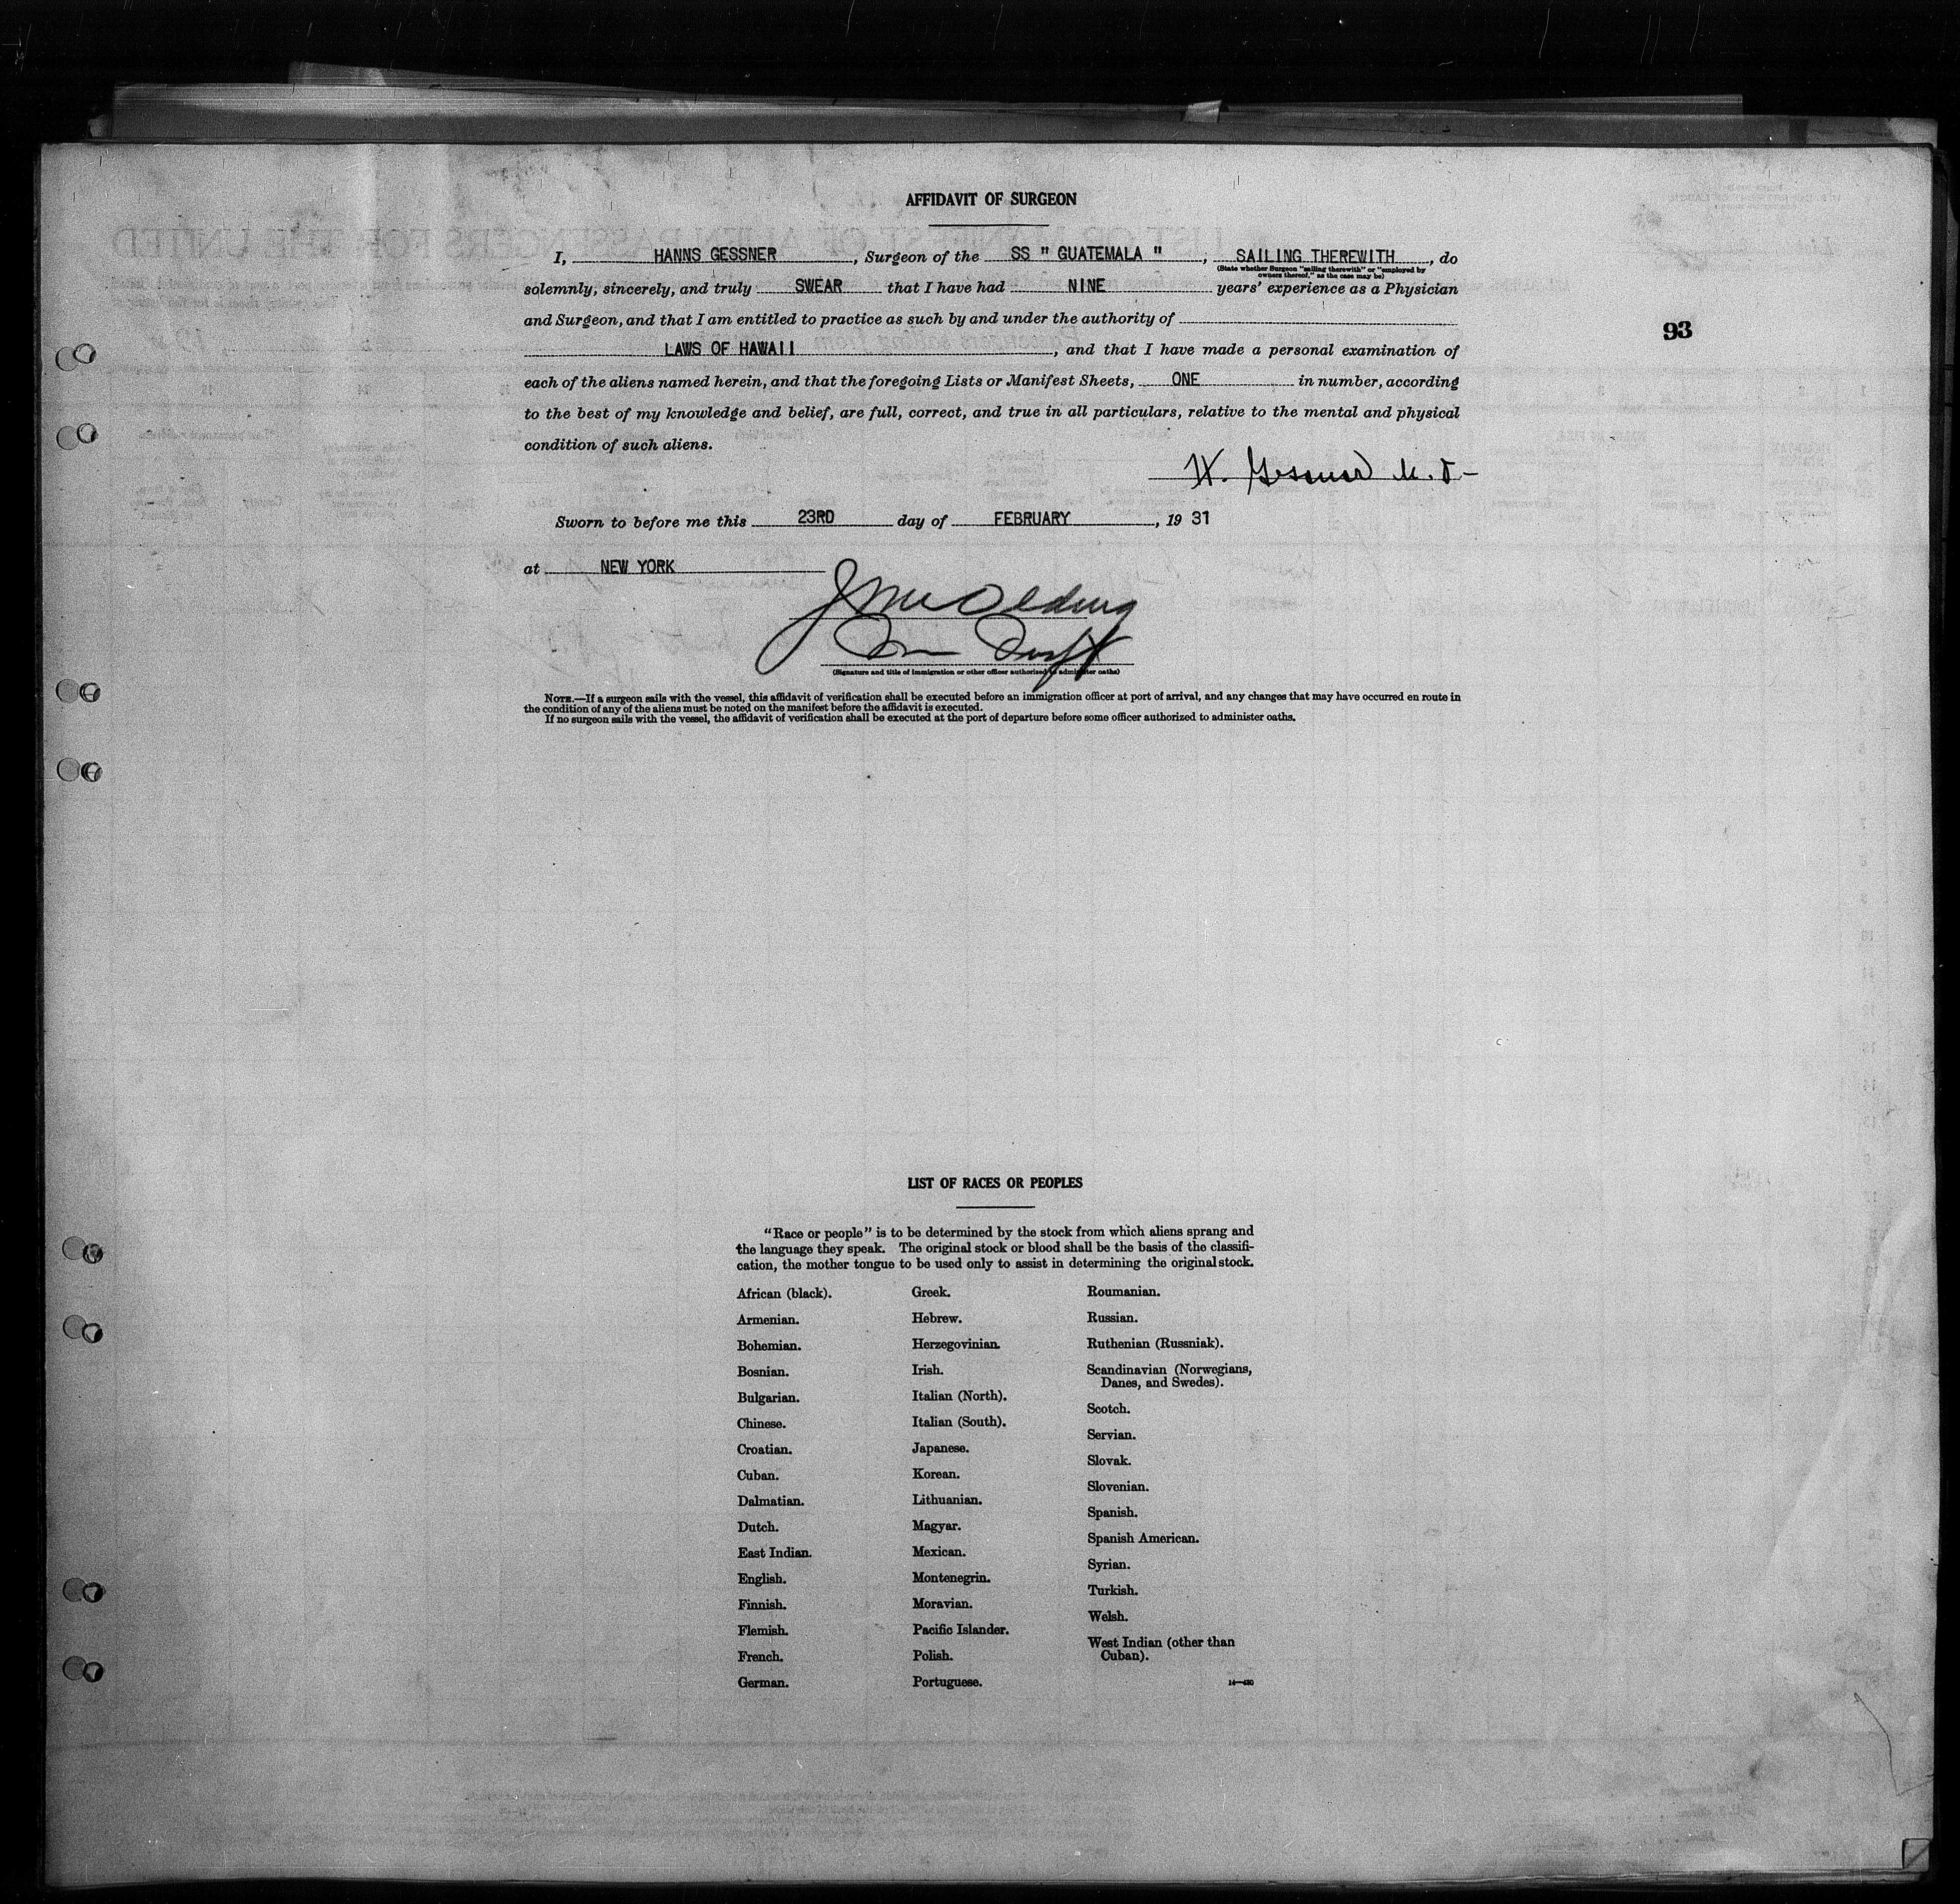 AFFIDAVIT OF SURGEON
I, HANNS GESSNER, Surgeon of the SS " GUATEMALA ", SAILING THEREWITH, do
(State whether Surgeon "sailing therewith" or "employed by
owners thereof," as the case may be)
solemnly, sincerely, and truly SWEAR that I have had NINE years' experience as a Physician
and Surgeon, and that I am entitled to practice as such by and under the authority of
93
LAWS OF HAWAII, and that I have made a personal examination of
each of the aliens named herein, and that the foregoing Lists or Manifest Sheets, ONE in number, according
to the best of my knowledge and belief, are full, correct, and true in all particulars, relative to the mental and physical
condition of such aliens.
H. Gessner M.D.
Sworn to before me this 23RD day of FEBRUARY, 19 31
at NEW YORK
(Signature and title of immigration or other officer authorized to administer oaths)
NOTE.—If a surgeon sails with the vessel, this affidavit of verification shall be executed before an immigration officer at port of arrival, and any changes that may have occurred en route in
the condition of any of the aliens must be noted on the manifest before the affidavit is executed.
If no surgeon sails with the vessel, the affidavit of verification shall be executed at the port of departure before some officer authorized to administer oaths.
LIST OF RACES OR PEOPLES
"Race or people" is to be determined by the stock from which aliens sprang and
the language they speak. The original stock or blood shall be the basis of the classifi-
cation, the mother tongue to be used only to assist in determining the original stock.
African (black).
Armenian.
Bohemian.
Bosnian.
Bulgarian.
Chinese.
Croatian.
Cuban.
Dalmatian.
Dutch.
East Indian.
English.
Finnish.
Flemish.
French.
German.
Greek.
Hebrew.
Herzegovinian.
Irish.
Italian (North).
Italian (South).
Japanese.
Korean.
Lithuanian.
Magyar.
Mexican.
Montenegrin.
Moravian.
Pacific Islander.
Polish.
Portuguese.
Roumanian.
Russian.
Ruthenian (Russniak).
Scandinavian (Norwegians,
Danes, and Swedes).
Scotch.
Servian.
Slovak.
Slovenian.
Spanish.
Spanish American.
Syrian.
Turkish.
Welsh.
West Indian (other than
Cuban).